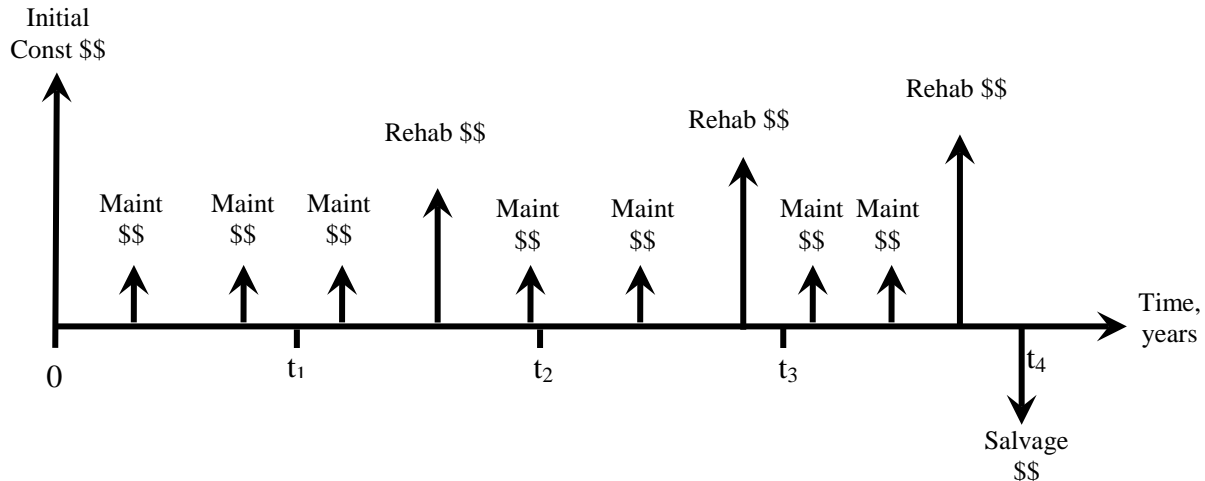 Initial
Const $$
Rehab $$
Rehab $$
Rehab $$
Maint
$$
Maint
$$
Maint
$$
Maint
$$
Maint
$$
Maint
$$
Maint
$$
Time,
years
0
t₁
t₂
t₃
t₄
Salvage
$$